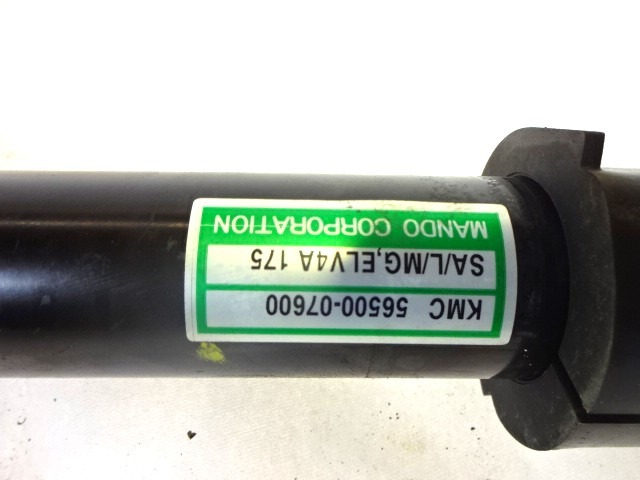 KMC 56500-07600
SA/L/MG,ELV4A 175
MANDO CORPORATION